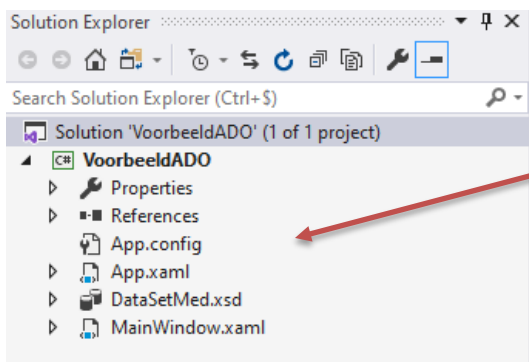 Solution Explorer
Search Solution Explorer (Ctrl+$)
Solution 'VoorbeeldADO' (1 of 1 project)
C# VoorbeeldADO
Properties
References
App.config
App.xaml
DataSetMed.xsd
MainWindow.xaml